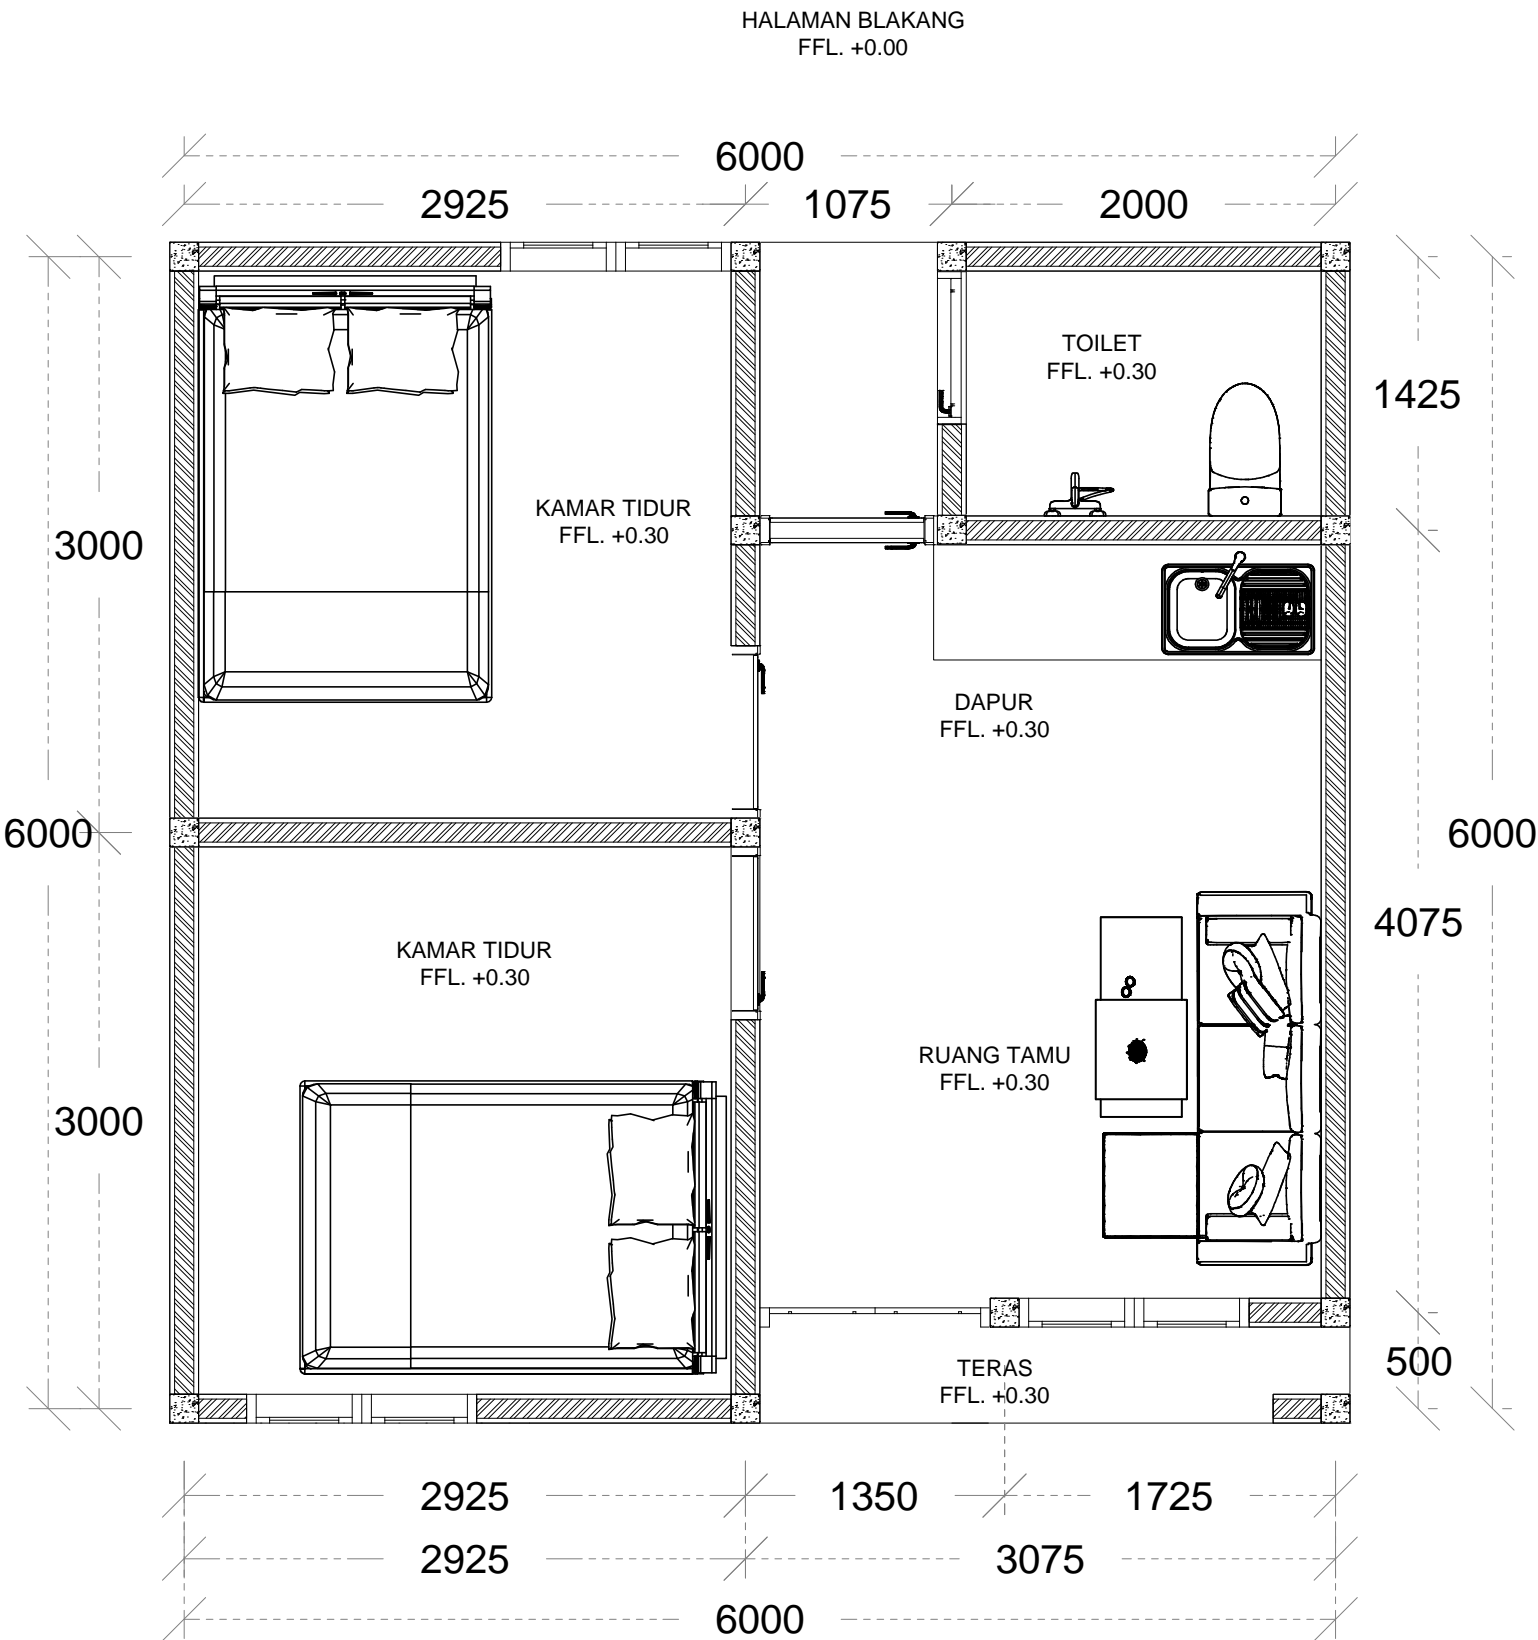 HALAMAN BLAKANG
FFL. +0.00
6000
2925 1075 2000
TOILET
FFL. +0.30
1425
KAMAR TIDUR
FFL. +0.30
3000
DAPUR
FFL. +0.30
6000
6000
4075
KAMAR TIDUR
FFL. +0.30
RUANG TAMU
FFL. +0.30
3000
TERAS
FFL. +0.30
500
2925 1350 1725
2925 3075
6000